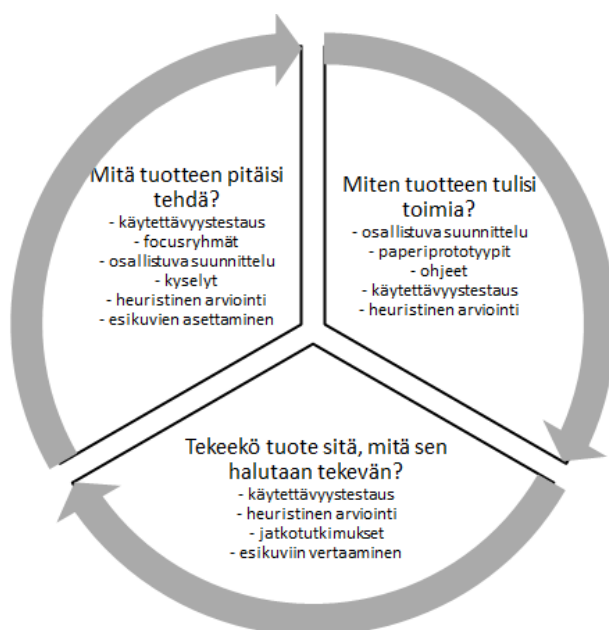 Mitä tuotteen pitäisi
tehdä?
- käytettävyystestaus
- focusryhmät
- osallistuva suunnittelu
- kyselyt
- heuristinen arviointi
- esikuvien asettaminen
Miten tuotteen tulisi
toimia?
- osallistuva suunnittelu
- paperiprototyypit
- ohjeet
- käytettävyystestaus
- heuristinen arviointi
Tekeekö tuote sitä, mitä sen
halutaan tekevän?
- käytettävyystestaus
- heuristinen arviointi
- jatkotutkimukset
- esikuviin vertaaminen